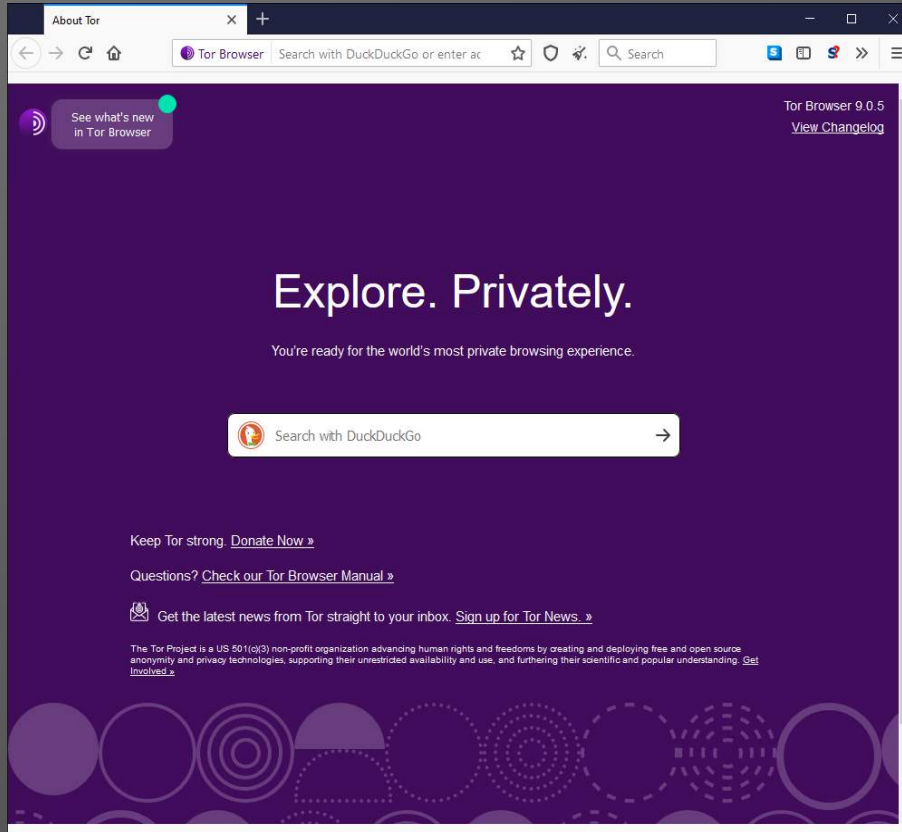 About Tor
Tor Browser Search with DuckDuckGo or enter ac
Search
See what's new
in Tor Browser
Tor Browser 9.0.5
View Changelog
Explore. Privately.
You're ready for the world's most private browsing experience.
Search with DuckDuckGo
Keep Tor strong. Donate Now »
Questions? Check our Tor Browser Manual »
Get the latest news from Tor straight to your inbox. Sign up for Tor News. »
The Tor Project is a US 501(c)(3) non-profit organization advancing human rights and freedoms by creating and deploying free and open source
anonymity and privacy technologies, supporting their unrestricted availability and use, and furthering their scientific and popular understanding. Get
Involved »